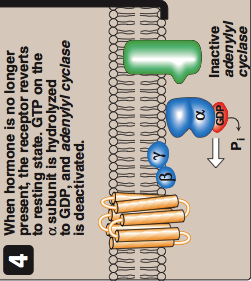 4
When hormone is no longer
present, the receptor reverts
to resting state. GTP on the
α subunit is hydrolyzed
to GDP, and adenylyl cyclase
is deactivated.
Inactive
adenylyl
cyclase
γ
β
α
GDP
Pi